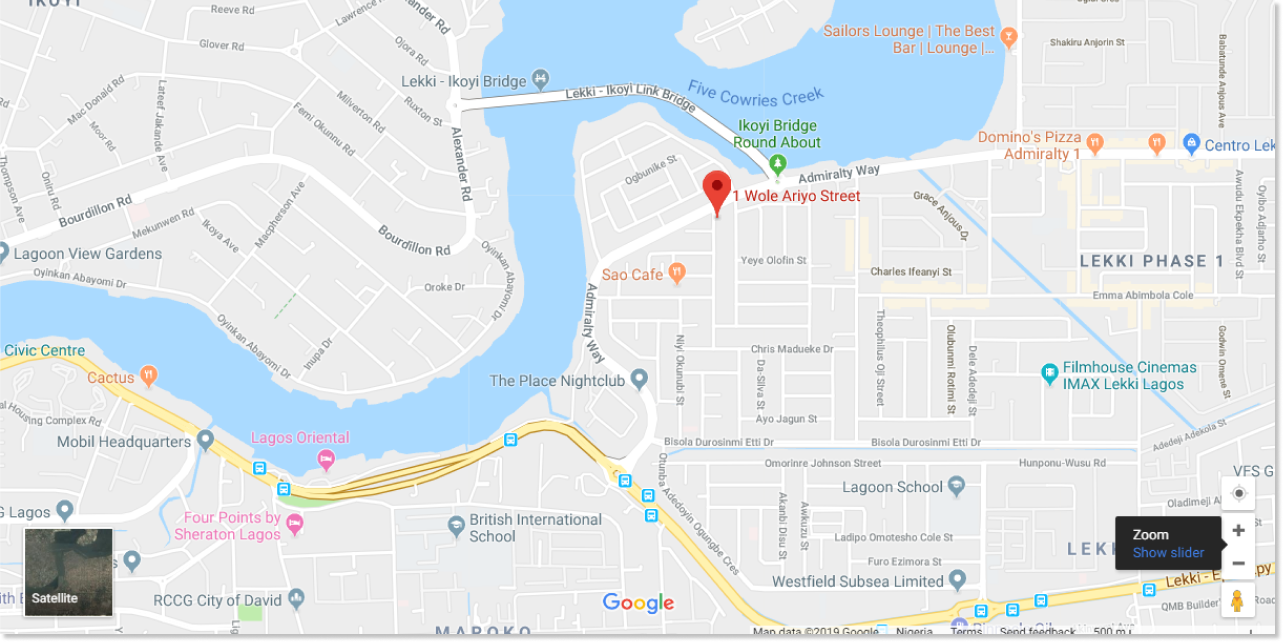 IKOYI
Reeve Rd
Glover Rd
Lawrence Rd
Alexander Rd
Ojora Rd
Lekki - Ikoyi Bridge
Lekki - Ikoyi Link Bridge
Five Cowries Creek
Sailors Lounge | The Best
Bar | Lounge |...
Shakiru Anjorin St
Babatunde Anjous Ave
Mac Donald Rd
Moor Rd
Lateef Jakande Ave
Milverton Rd
Femi Okunnu Rd
Ruxton St
Ikoyi Bridge
Round About
Domino's Pizza
Admiralty 1
Centro Lek
Thompson Ave
Oniru Rd
Bourdillon Rd
Mekunwen Rd
Macpherson Ave
Ikoya Ave
Alexander Rd
Bourdillon Rd
Ogbunike St
Admiralty Way
1 Wole Ariyo Street
Grace Anjous Dr
Awudu Ekpekha Blvd St
Oyibo Adjarho St
Lagoon View Gardens
Oyinkan Abayomi Dr
Oroke Dr
Oyinkan Abayomi Dr
Sao Cafe
Yeye Olofin St
Charles Ifeanyi St
LEKKI PHASE 1
Emma Abimbola Cole
Oyinkan Abayomi Dr
Inupa Dr
Admiralty Way
Niyi Okunubi St
Chris Madueke Dr
Da-Silva St
Theophilus Oji Street
Olubunmi Rotimi St
Dele Adedeji St
Godwin Omene St
Civic Centre
Cactus
The Place Nightclub
Filmhouse Cinemas
IMAX Lekki Lagos
Ayo Jagun St
al Housing Complex Rd
Mobil Headquarters
Lagos Oriental
Bisola Durosinmi Etti Dr
Bisola Durosinmi Etti Dr
Adedeji Adekola St
Omorinre Johnson Street
Hunponu-Wusu Rd
VFS G
Otunba Adedoyin Ogungbe Cres
Lagoon School
Oladimeji A
G Lagos
Four Points by
Sheraton Lagos
British International
School
Akanbi Disu St
Awkuzu St
Ladipo Omotesho Cole St
Furo Ezimora St
Zoom
Show slider
LEKK
Westfield Subsea Limited
Lekki - Ep
py
Satellite
RCCG City of David
Google
QMB Builder
MAROKO
Map data ©2019 Google
Nigeria
Terms
Send feedback
500 m